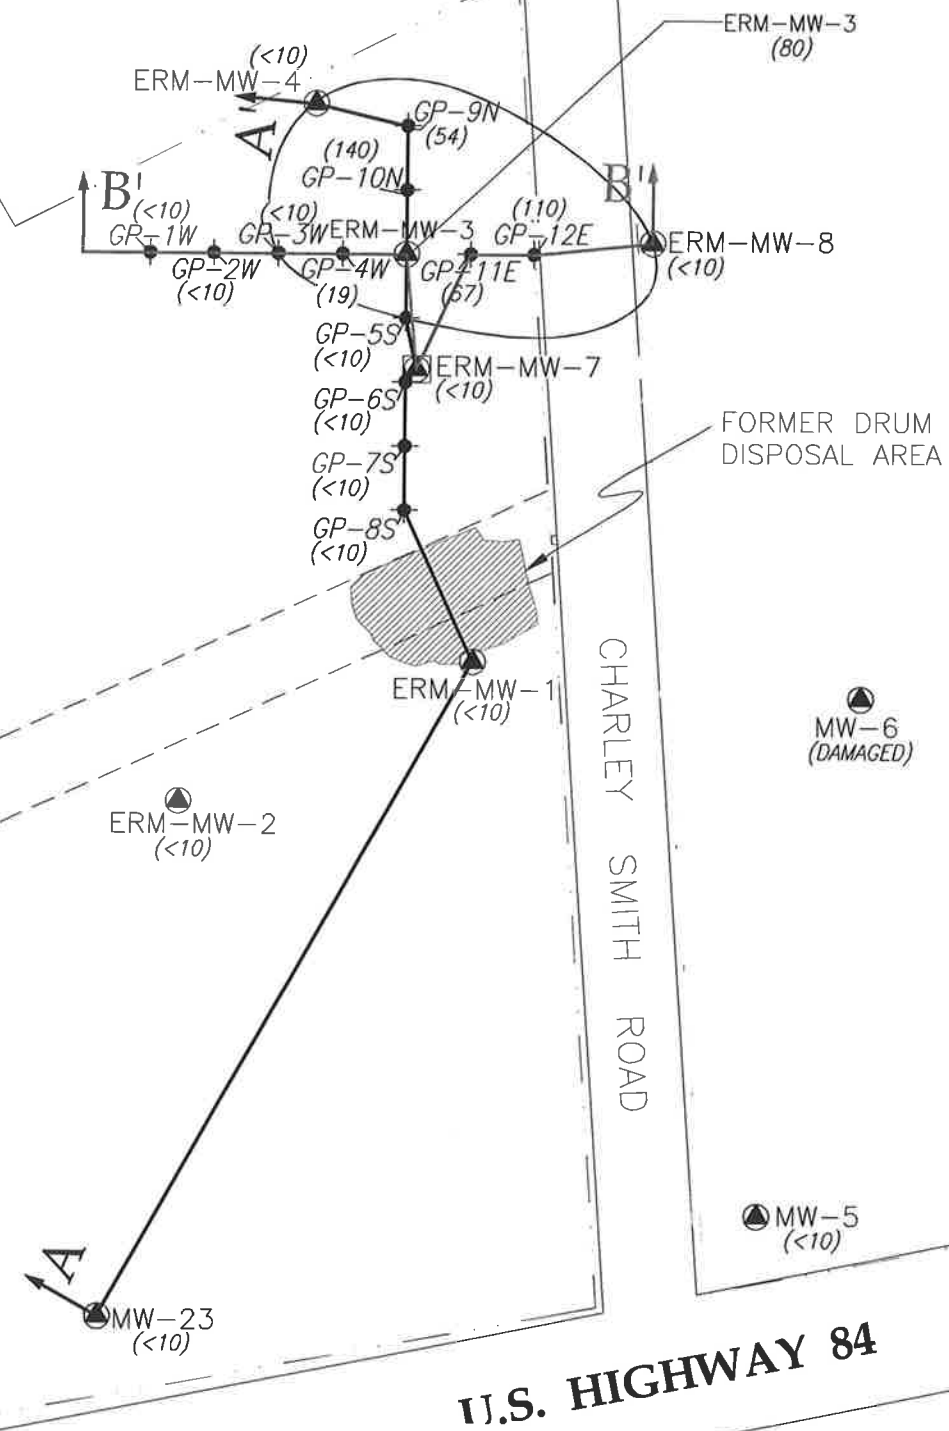 ERM-MW-3
(80)
(<10)
ERM-MW-4
A"
GP-9N
(54)
(140)
GP-10N
B'
(<10)
GP-1W
GP-2W
(<10)
(<10)
GP-3W
ERM-MW-3
GP-4W
(19)
GP-11E
(67)
(110)
GP-12E
B"
ERM-MW-8
(<10)
GP-5S
(<10)
ERM-MW-7
(<10)
GP-6S
(<10)
GP-7S
(<10)
GP-8S
(<10)
FORMER DRUM
DISPOSAL AREA
ERM-MW-1
(<10)
CHARLEY SMITH ROAD
MW-6
(DAMAGED)
ERM-MW-2
(<10)
MW-5
(<10)
A
MW-23
(<10)
U.S. HIGHWAY 84